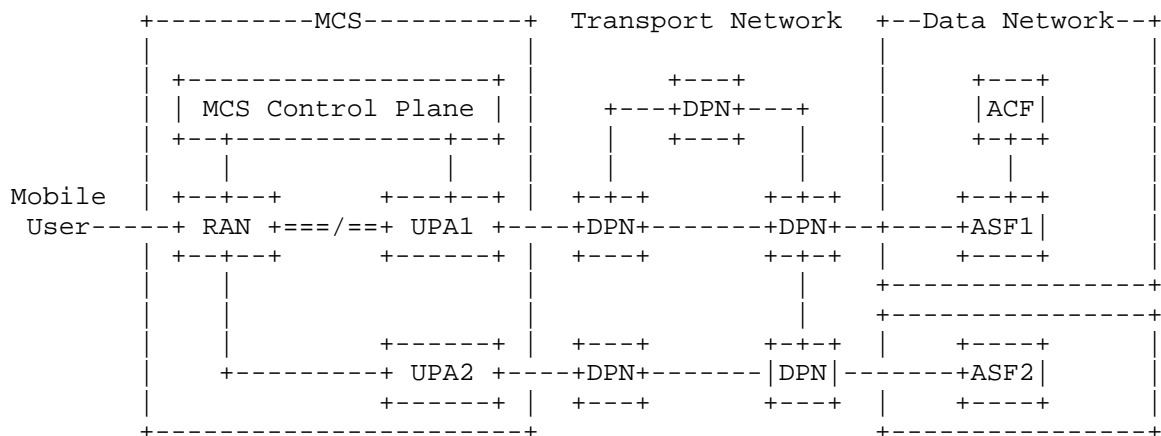 MCS Transport Network Data Network
MCS Control Plane DPN ACF
Mobile
User RAN UPA1 DPN DPN ASF1
UPA2 DPN DPN ASF2